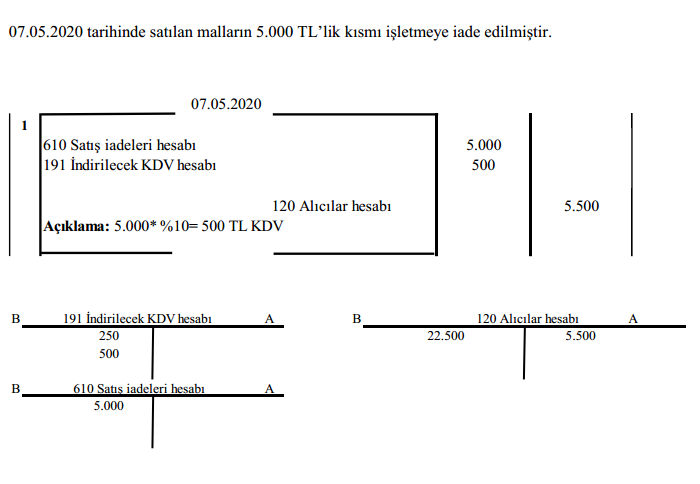 07.05.2020 tarihinde satılan malların 5.000 TL’lik kısmı işletmeye iade edilmiştir.
07.05.2020
1
610 Satış iadeleri hesabı 5.000
191 İndirilecek KDV hesabı 500
120 Alıcılar hesabı 5.500
Açıklama: 5.000* %10= 500 TL KDV
B 191 İndirilecek KDV hesabı A
250
500
B 120 Alıcılar hesabı A
22.500 5.500
B 610 Satış iadeleri hesabı A
5.000